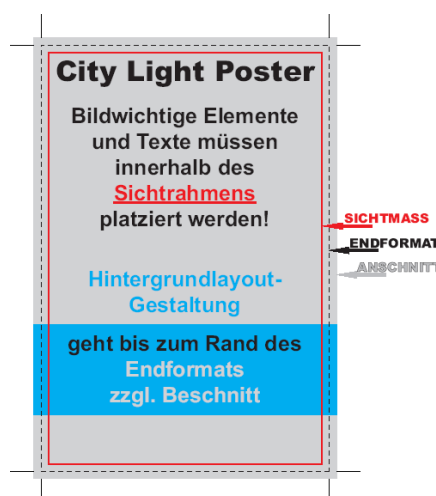 City Light Poster
Bildwichtige Elemente
und Texte müssen
innerhalb des
Sichtrahmens
platziert werden!
SICHTMASS
ENDFORMAT
ANSCHNITT
Hintergrundlayout-
Gestaltung
geht bis zum Rand des
Endformats
zzgl. Beschnitt